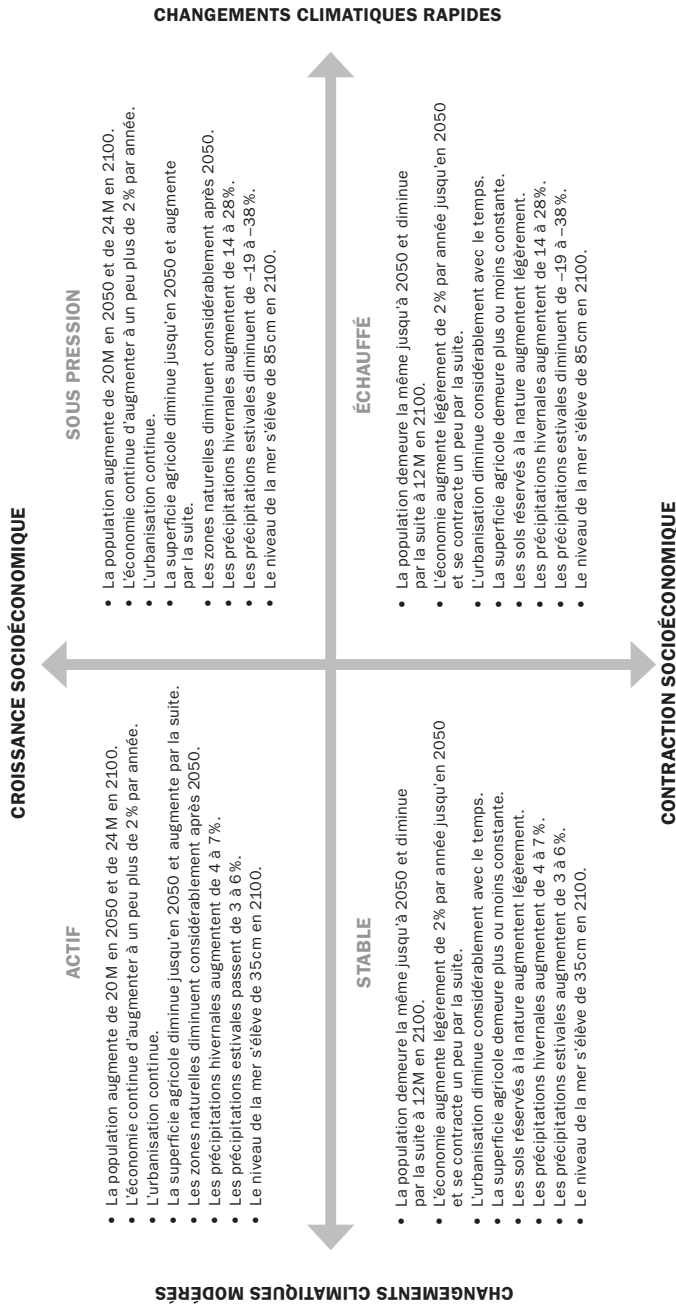 CROISSANCE SOCIOÉCONOMIQUE
CHANGEMENTS CLIMATIQUES MODÉRÉS
CHANGEMENTS CLIMATIQUES RAPIDES
ACTIF
• La population augmente de 20 M en 2050 et de 24 M en 2100.
• L'économie continue d'augmenter à un peu plus de 2 % par année.
• L'urbanisation continue.
• La superficie agricole diminue jusqu'en 2050 et augmente par la suite.
• Les zones naturelles diminuent considérablement après 2050.
• Les précipitations hivernales augmentent de 4 à 7 %.
• Les précipitations estivales passent de 3 à 6 %.
• Le niveau de la mer s'élève de 35 cm en 2100.
SOUS PRESSION
• La population augmente de 20 M en 2050 et de 24 M en 2100.
• L'économie continue d'augmenter à un peu plus de 2 % par année.
• L'urbanisation continue.
• La superficie agricole diminue jusqu'en 2050 et augmente
par la suite.
• Les zones naturelles diminuent considérablement après 2050.
• Les précipitations hivernales augmentent de 14 à 28 %.
• Les précipitations estivales diminuent de –19 à –38 %.
• Le niveau de la mer s'élève de 85 cm en 2100.
STABLE
• La population demeure la même jusqu'à 2050 et diminue
par la suite à 12 M en 2100.
• L'économie augmente légèrement de 2 % par année jusqu'en 2050
et se contracte un peu par la suite.
• L'urbanisation diminue considérablement avec le temps.
• La superficie agricole demeure plus ou moins constante.
• Les sols réservés à la nature augmentent légèrement.
• Les précipitations hivernales augmentent de 4 à 7 %.
• Les précipitations estivales augmentent de 3 à 6 %.
• Le niveau de la mer s'élève de 35 cm en 2100.
ÉCHAUFFÉ
• La population demeure la même jusqu'à 2050 et diminue
par la suite à 12 M en 2100.
• L'économie augmente légèrement de 2 % par année jusqu'en 2050
et se contracte un peu par la suite.
• L'urbanisation diminue considérablement avec le temps.
• La superficie agricole demeure plus ou moins constante.
• Les sols réservés à la nature augmentent légèrement.
• Les précipitations hivernales augmentent de 14 à 28 %.
• Les précipitations estivales diminuent de –19 à –38 %.
• Le niveau de la mer s'élève de 85 cm en 2100.
CONTRACTION SOCIOÉCONOMIQUE